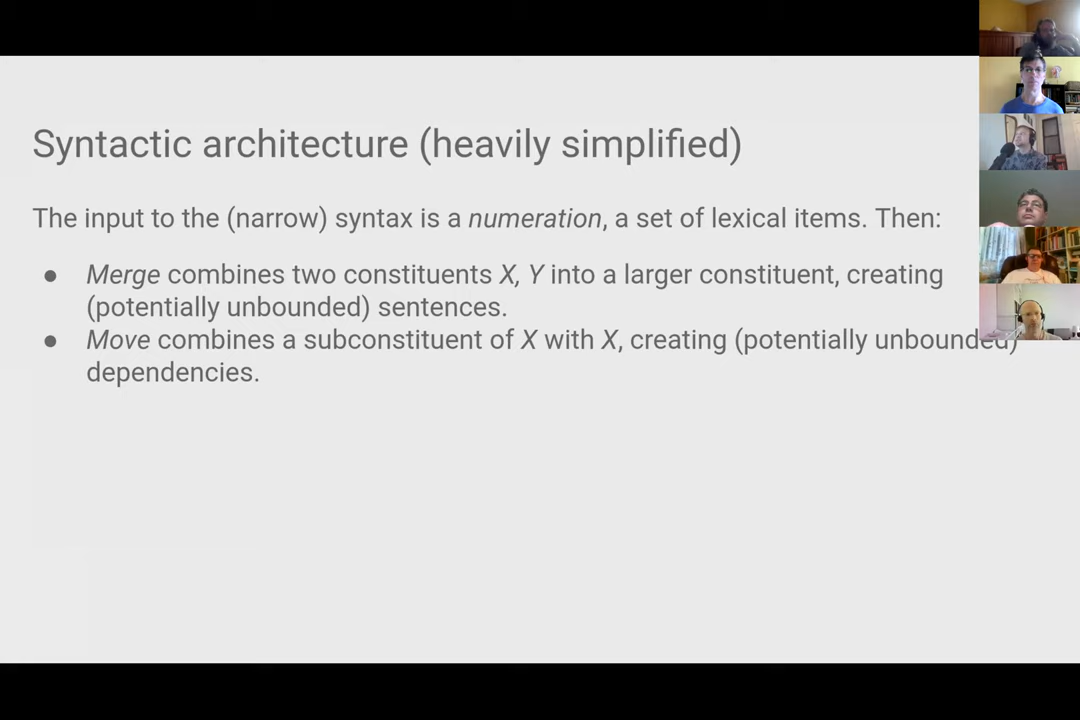 Syntactic architecture (heavily simplified)
The input to the (narrow) syntax is a numeration, a set of lexical items. Then:
● Merge combines two constituents X, Y into a larger constituent, creating
(potentially unbounded) sentences.
● Move combines a subconstituent of X with X, creating (potentially unbounded)
dependencies.